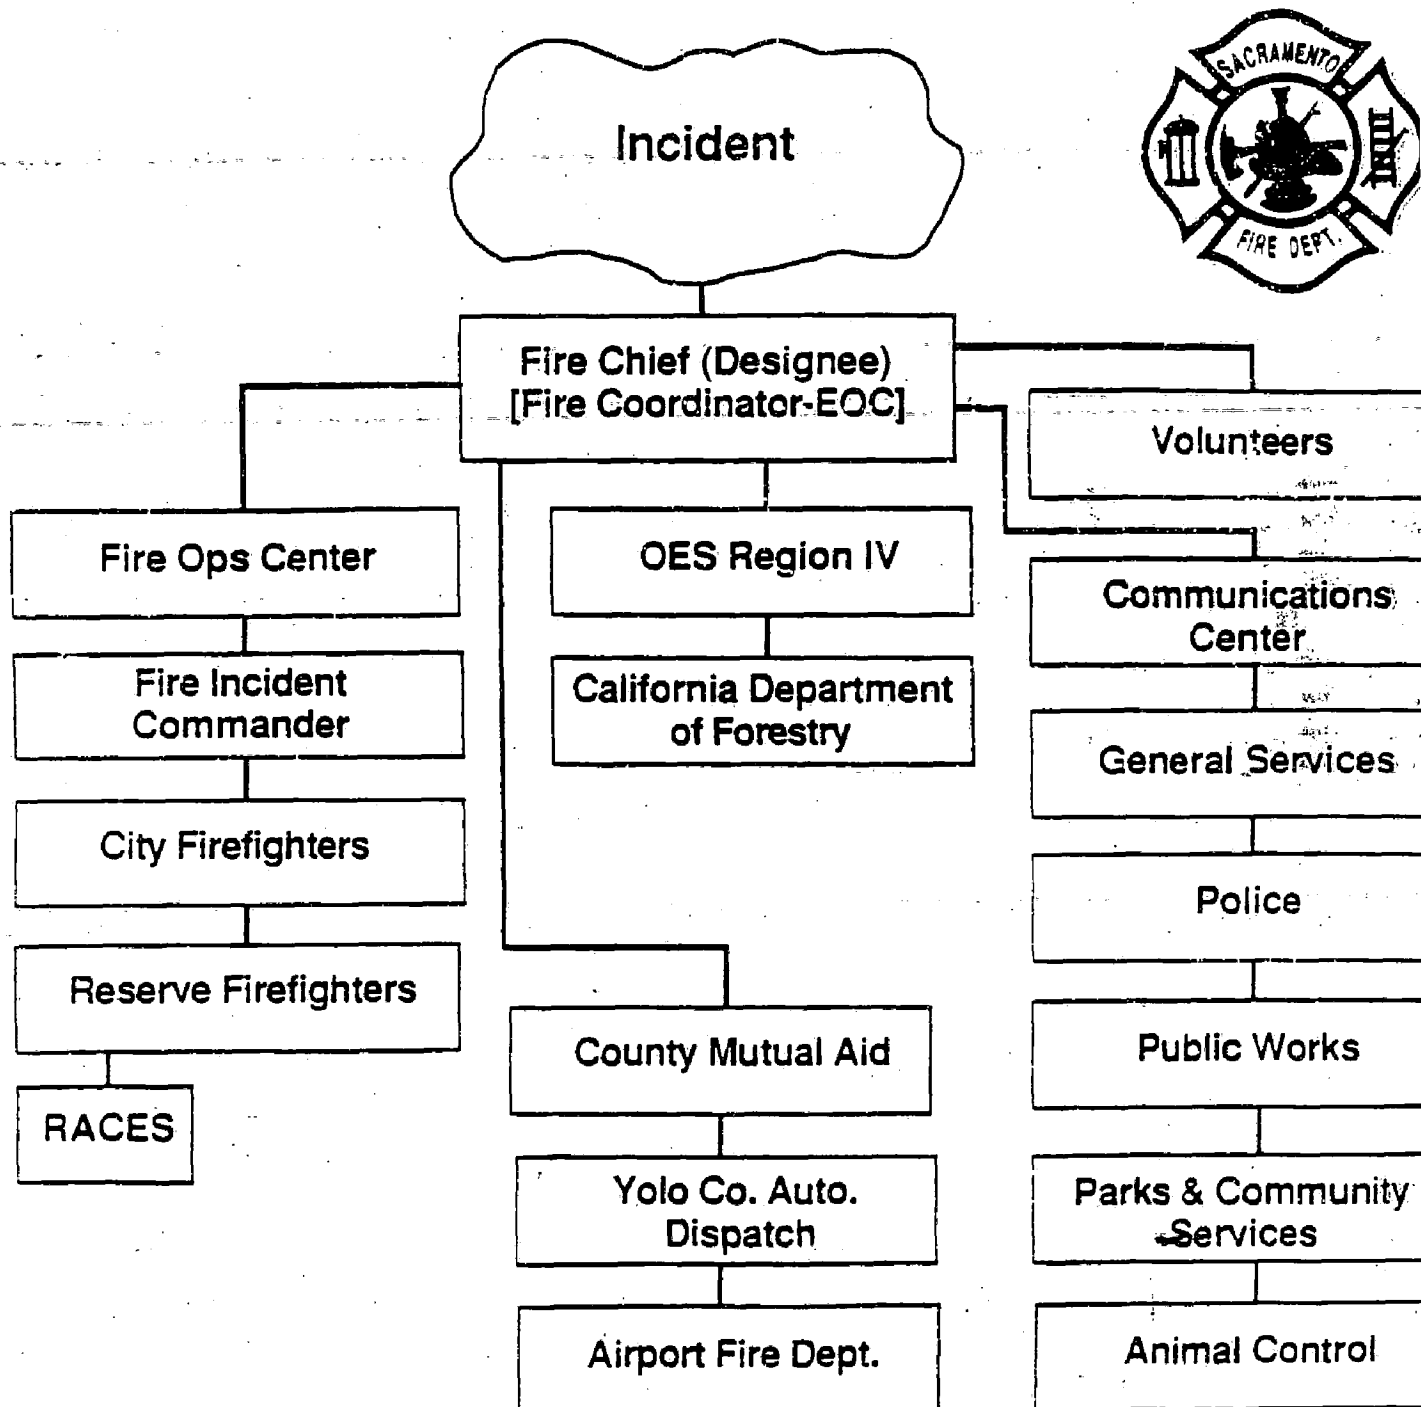 SACRAMENTO
FIRE DEPT.
Incident
Fire Chief (Designee)
[Fire Coordinator-EOC]
Volunteers
Fire Ops Center
OES Region IV
Communications
Center
Fire Incident
Commander
California Department
of Forestry
General Services
City Firefighters
Police
Reserve Firefighters
County Mutual Aid
Public Works
RACES
Yolo Co. Auto.
Dispatch
Parks & Community
Services
Airport Fire Dept.
Animal Control